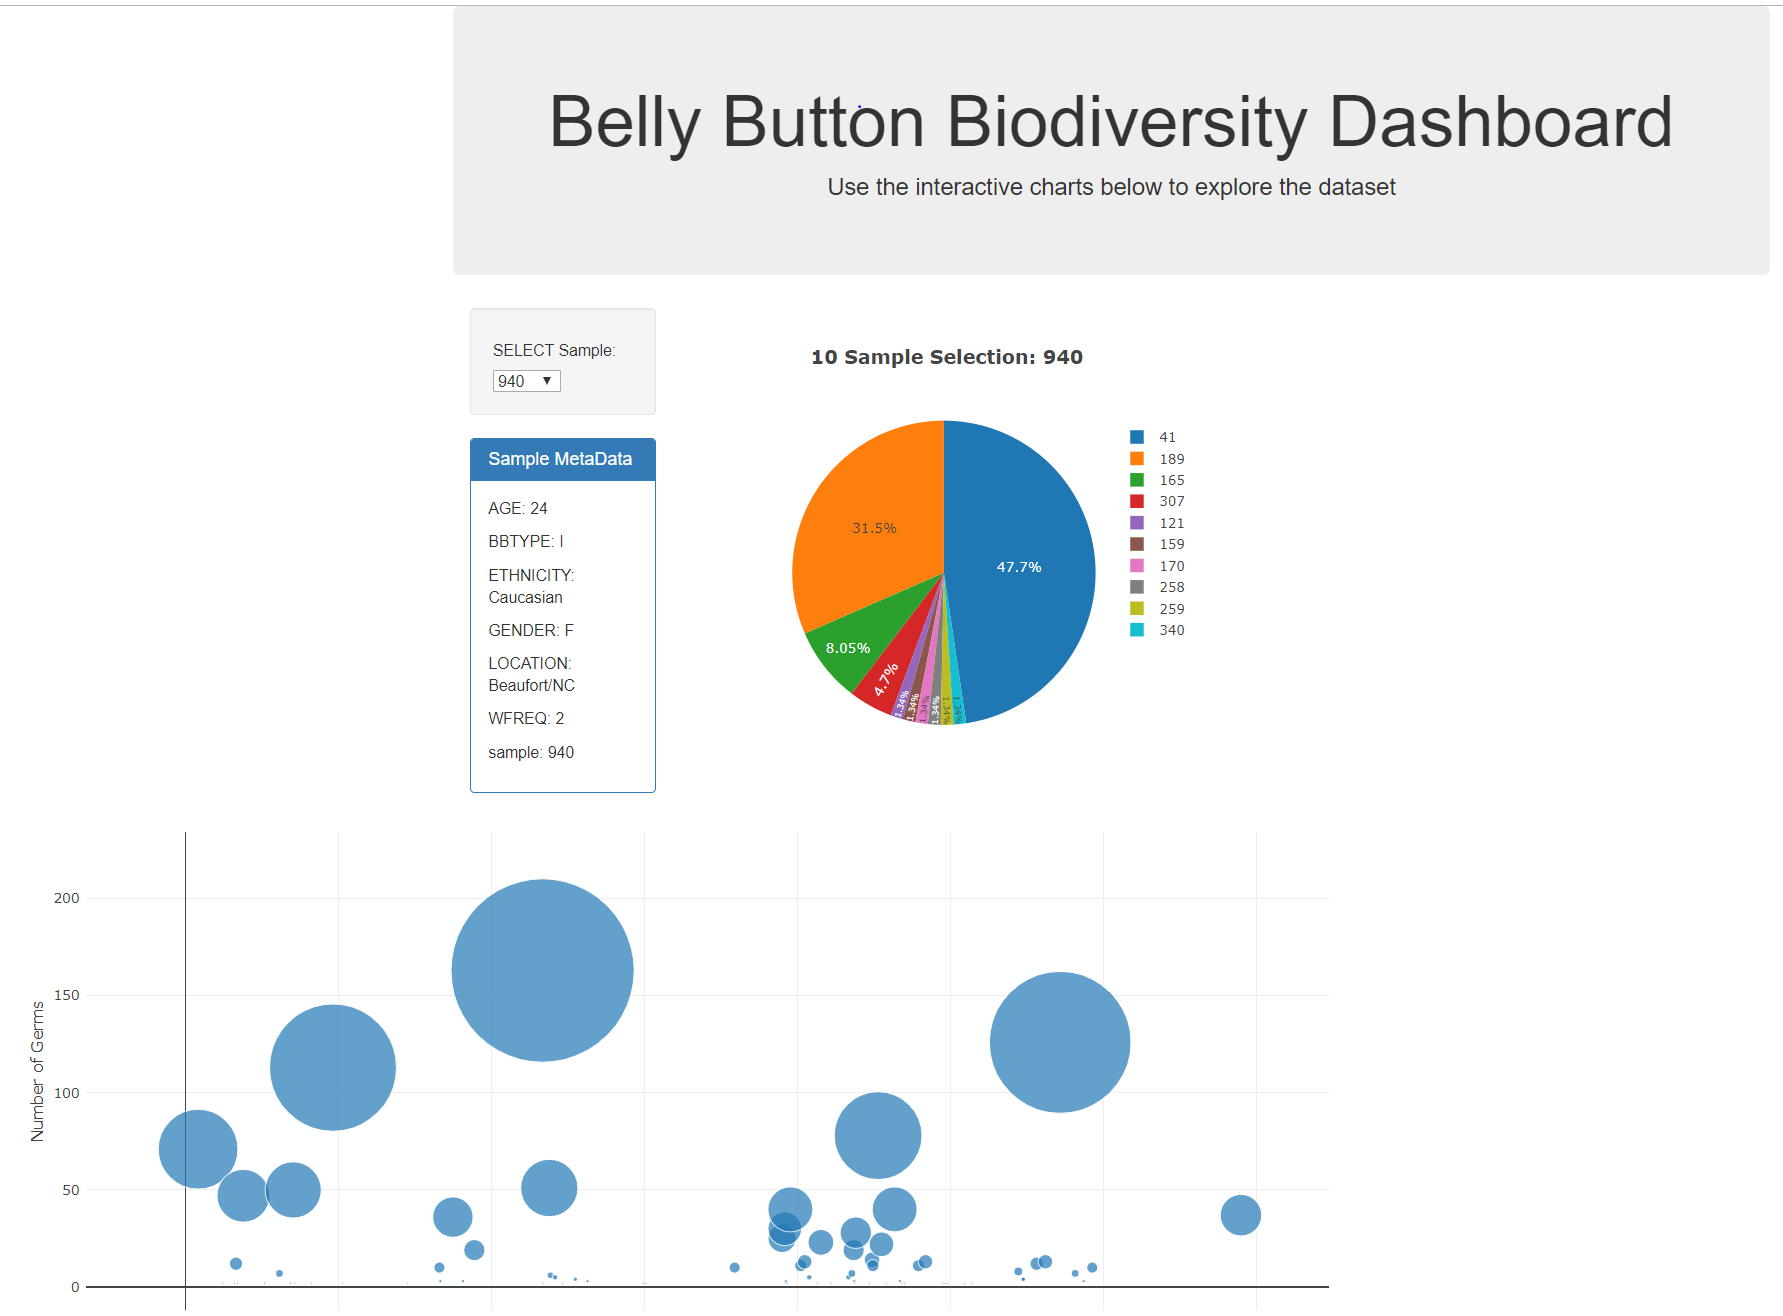 Belly Button Biodiversity Dashboard
Use the interactive charts below to explore the dataset
SELECT Sample:
940
Sample MetaData
AGE: 24
BBTYPE: I
ETHNICITY:
Caucasian
GENDER: F
LOCATION:
Beaufort/NC
WFREQ: 2
sample: 940
10 Sample Selection: 940
47.7%
31.5%
8.05%
4.7%
1.34%
1.34%
1.34%
1.34%
1.34%
1.34%
41
189
165
307
121
159
170
258
259
340
Number of Germs
200
150
100
50
0